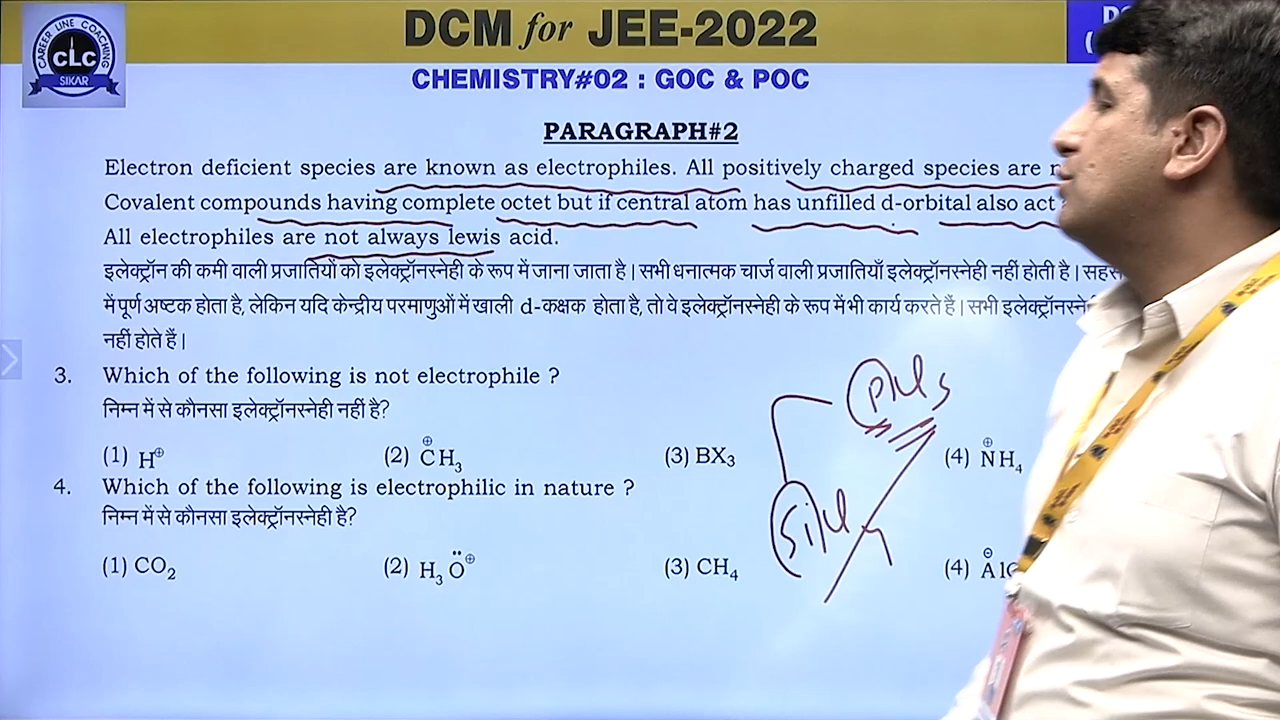 CAREER LINE COACHING
CLC
SIKAR
DCM for JEE-2022
CHEMISTRY#02 : GOC & POC
PARAGRAPH#2
Electron deficient species are known as electrophiles. All positively charged species are
Covalent compounds having complete octet but if central atom has unfilled d-orbital also act
All electrophiles are not always lewis acid.
इलेक्ट्रॉन की कमी वाली प्रजातियों को इलेक्ट्रॉनस्नेही के रूप में जाना जाता है। सभी धनात्मक चार्ज वाली प्रजातियाँ इलेक्ट्रॉनस्नेही नहीं होती है।
में पूर्ण अष्टक होता है, लेकिन यदि केन्द्रीय परमाणुओं में खाली d-कक्षक होता है, तो वे इलेक्ट्रॉनस्नेही के रूप में भी कार्य करते हैं। सभी
नहीं होते हैं।
3. Which of the following is not electrophile ?
निम्न में से कौनसा इलेक्ट्रॉनस्नेही नहीं है?
(1) H⊕ (2) C⊕H₃ (3) BX₃ (4) N⊕H₄
4. Which of the following is electrophilic in nature ?
निम्न में से कौनसा इलेक्ट्रॉनस्नेही है?
(1) CO₂ (2) H₃Ö⊕ (3) CH₄ (4)